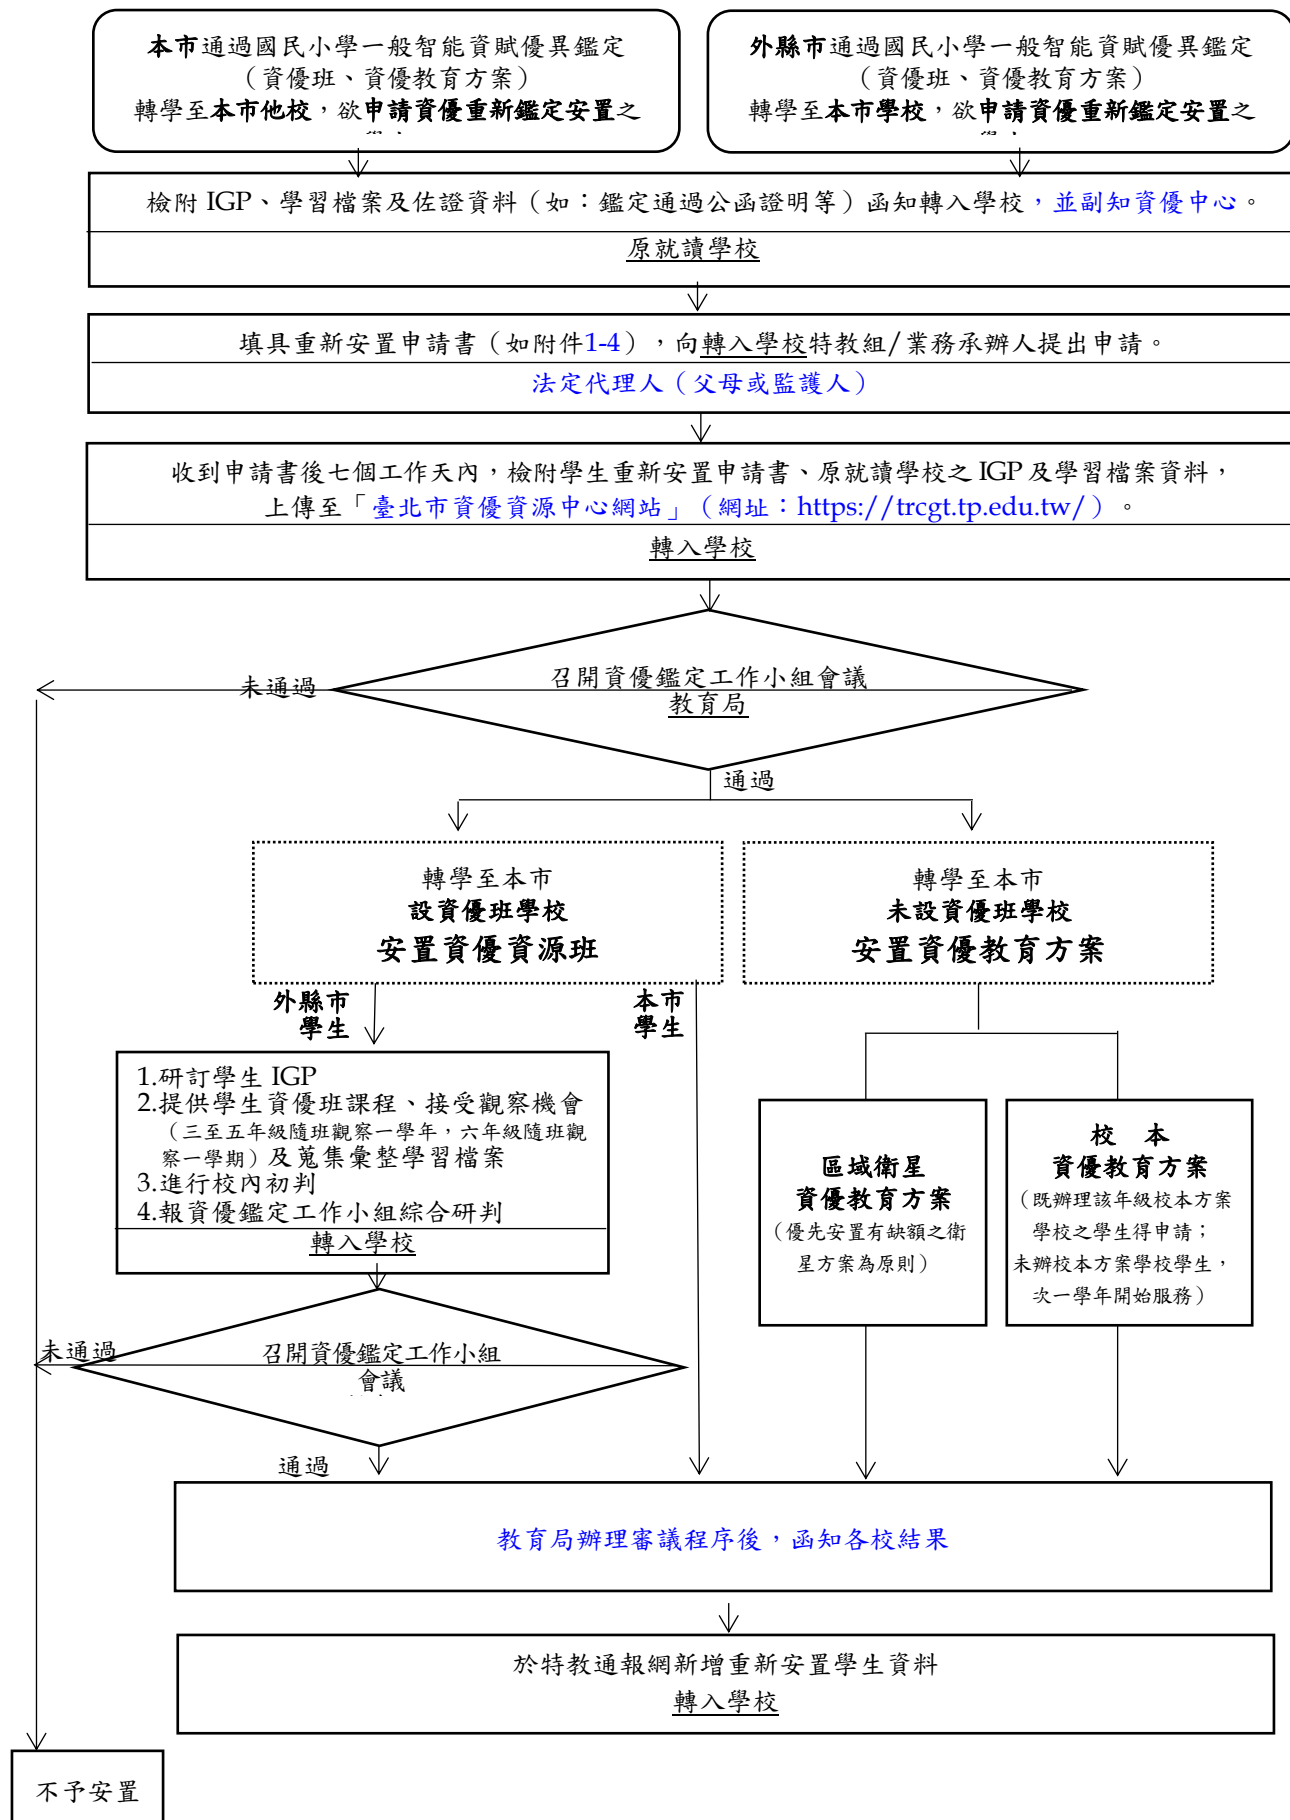 本市通過國民小學一般智能資賦優異鑑定
（資優班、資優教育方案）
轉學至本市他校，欲申請資優重新鑑定安置之
外縣市通過國民小學一般智能資賦優異鑑定
（資優班、資優教育方案）
轉學至本市學校，欲申請資優重新鑑定安置之
檢附 IGP、學習檔案及佐證資料（如：鑑定通過公函證明等）函知轉入學校，並副知資優中心。
原就讀學校
填具重新安置申請書（如附件1-4），向轉入學校特教組/業務承辦人提出申請。
法定代理人（父母或監護人）
收到申請書後七個工作天內，檢附學生重新安置申請書、原就讀學校之 IGP 及學習檔案資料，
上傳至「臺北市資優資源中心網站」（網址：https://trcgt.tp.edu.tw/）。
轉入學校
召開資優鑑定工作小組會議
教育局
未通過
通過
轉學至本市
設資優班學校
安置資優資源班
轉學至本市
未設資優班學校
安置資優教育方案
外縣市
學生
本市
學生
1.研訂學生 IGP
2.提供學生資優班課程、接受觀察機會
（三至五年級隨班觀察一學年，六年級隨班觀
察一學期）及蒐集彙整學習檔案
3.進行校內初判
4.報資優鑑定工作小組綜合研判
轉入學校
區域衛星
資優教育方案
（優先安置有缺額之衛
星方案為原則）
校 本
資優教育方案
（既辦理該年級校本方案
學校之學生得申請；
未辦校本方案學校學生，
次一學年開始服務）
未通過
召開資優鑑定工作小組
會議
通過
教育局辦理審議程序後，函知各校結果
於特教通報網新增重新安置學生資料
轉入學校
不予安置